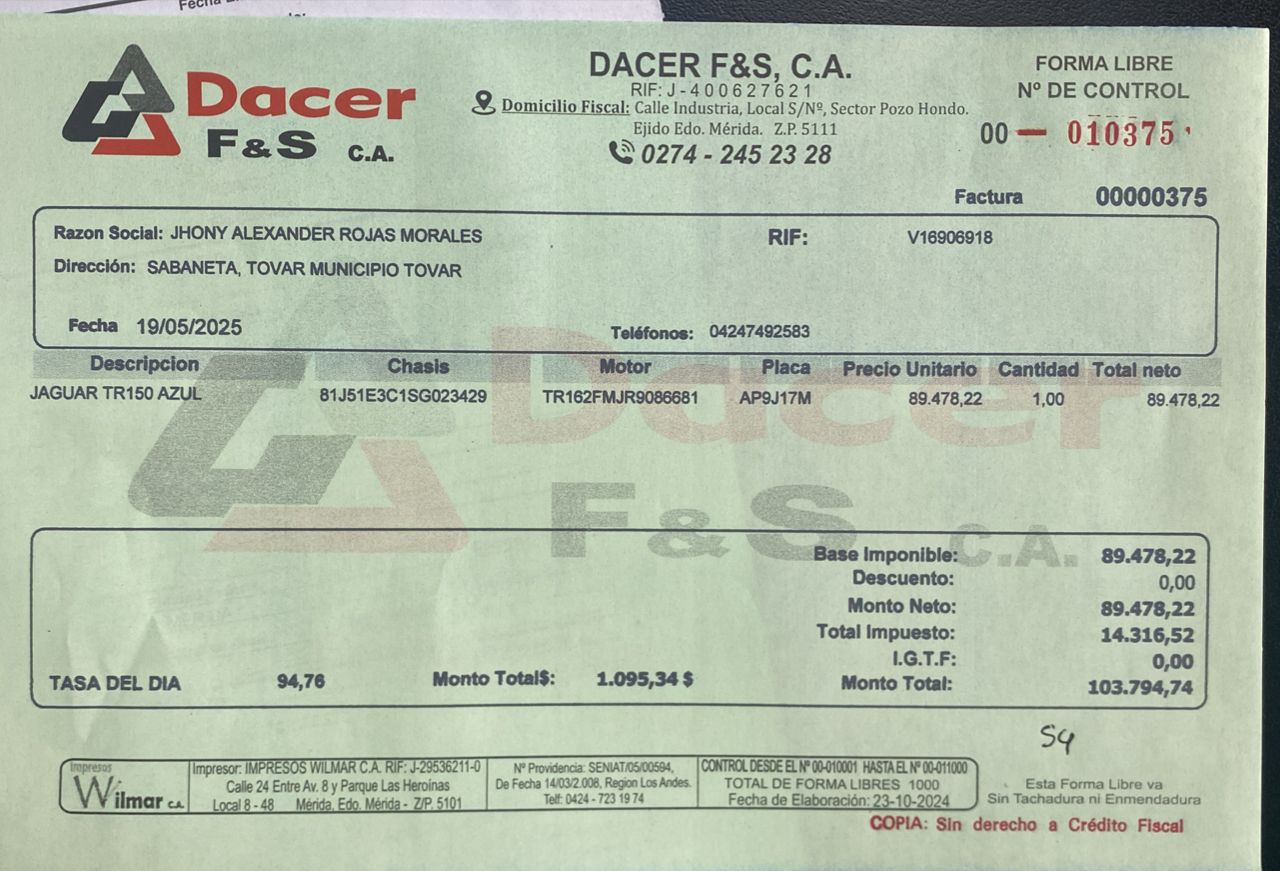 Dacer
F&S C.A.
DACER F&S, C.A.
RIF: J-400627621
Domicilio Fiscal: Calle Industria, Local S/Nº, Sector Pozo Hondo.
Ejido Edo. Mérida. Z.P. 5111
0274 - 245 23 28
FORMA LIBRE
Nº DE CONTROL
00 — 010375
Factura 00000375
Razon Social: JHONY ALEXANDER ROJAS MORALES RIF: V16906918
Dirección: SABANETA, TOVAR MUNICIPIO TOVAR
Fecha 19/05/2025 Teléfonos: 04247492583
Descripcion Chasis Motor Placa Precio Unitario Cantidad Total neto
JAGUAR TR150 AZUL 81J51E3C1SG023429 TR162FMJR9086681 AP9J17M 89.478,22 1,00 89.478,22
Dacer
F&S C.A.
Base Imponible: 89.478,22
Descuento: 0,00
Monto Neto: 89.478,22
Total Impuesto: 14.316,52
I.G.T.F: 0,00
TASA DEL DIA 94,76 Monto Total$: 1.095,34 $ Monto Total: 103.794,74
S4
Impresos
Wilmar C.A.
Impresor: IMPRESOS WILMAR C.A. RIF: J-29536211-0
Calle 24 Entre Av. 8 y Parque Las Heroínas
Local 8 - 48 Mérida, Edo. Mérida - Z/P. 5101
Nº Providencia: SENIAT/05/00594,
De Fecha 14/03/2.008, Region Los Andes.
Telf: 0424 - 723 19 74
CONTROL DESDE EL Nº 00-010001 HASTA EL Nº 00-011000
TOTAL DE FORMA LIBRES 1000
Fecha de Elaboración: 23-10-2024
Esta Forma Libre va
Sin Tachadura ni Enmendadura
COPIA: Sin derecho a Crédito Fiscal